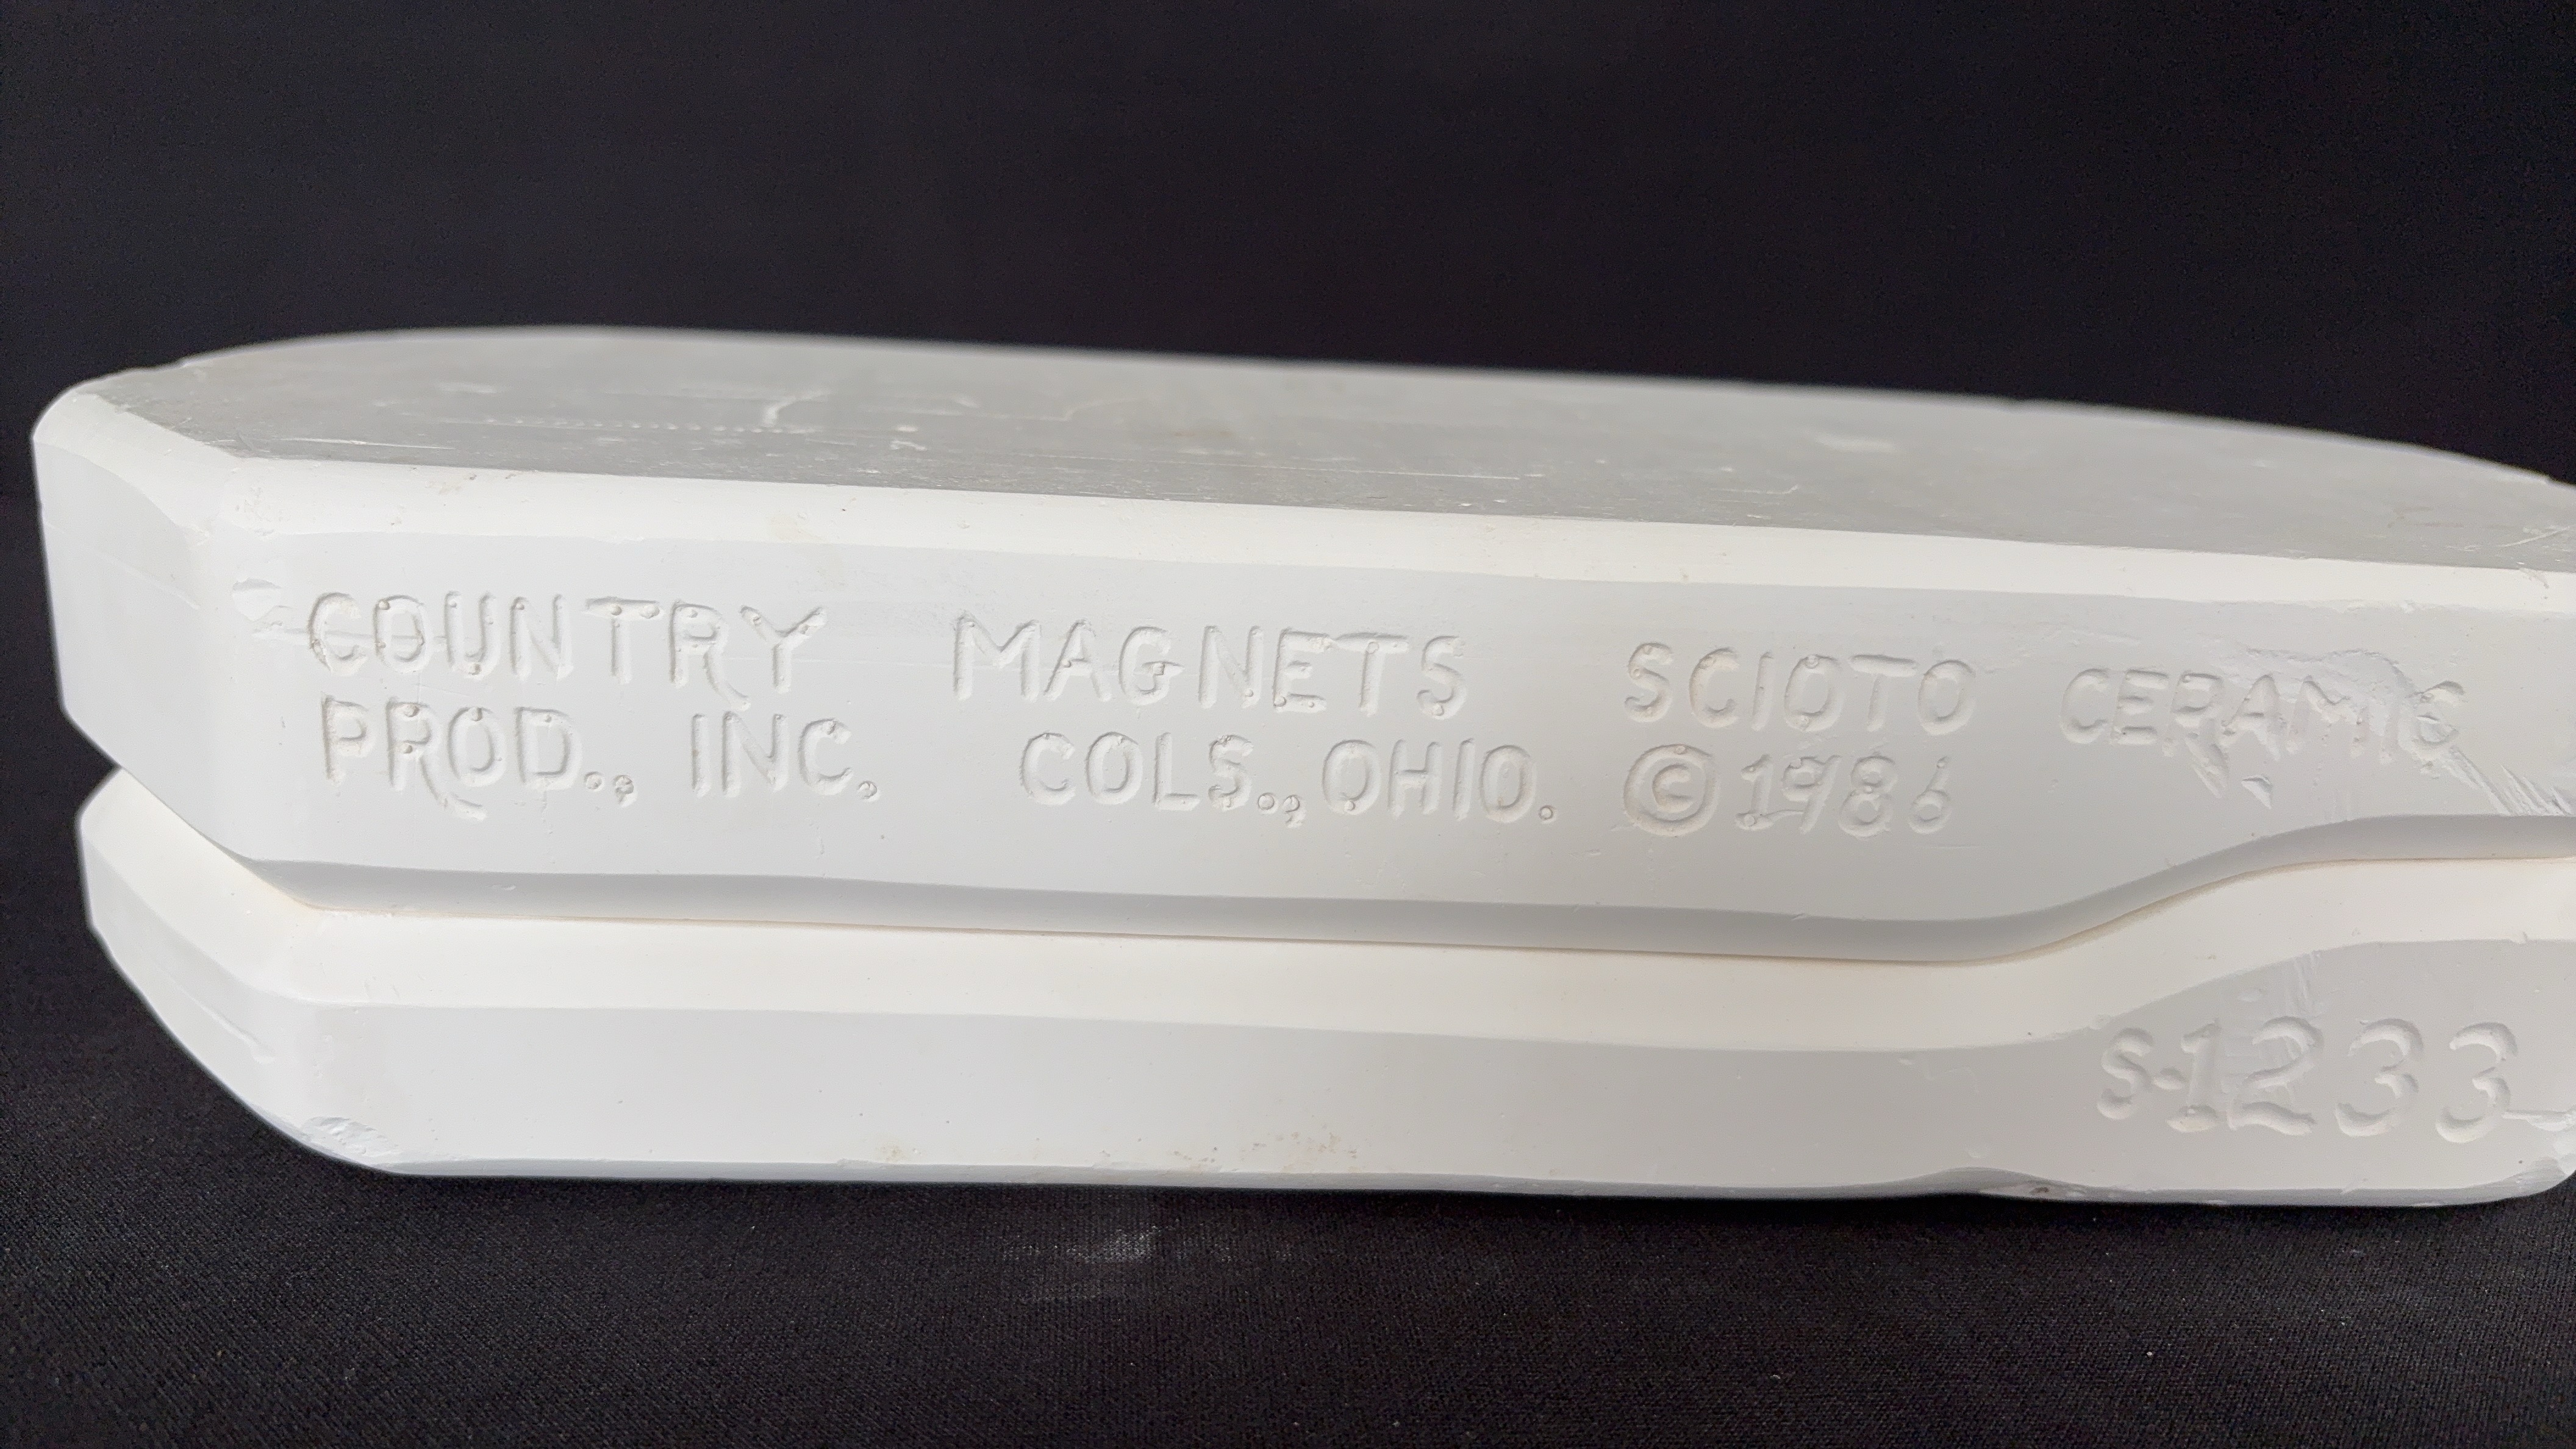 COUNTRY MAGNETS SCIOTO CERAMIC
PROD., INC. COLS., OHIO. ©1986
S-1233